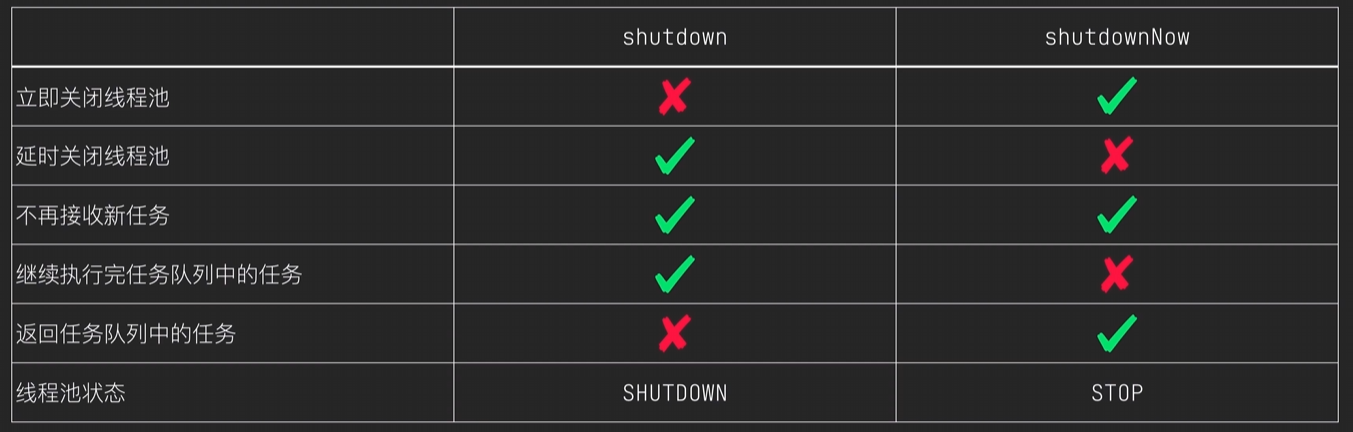 shutdown shutdownNow
立即关闭线程池 ✘ ✔
延时关闭线程池 ✔ ✘
不再接收新任务 ✔ ✔
继续执行完任务队列中的任务 ✔ ✘
返回任务队列中的任务 ✘ ✔
线程池状态 SHUTDOWN STOP